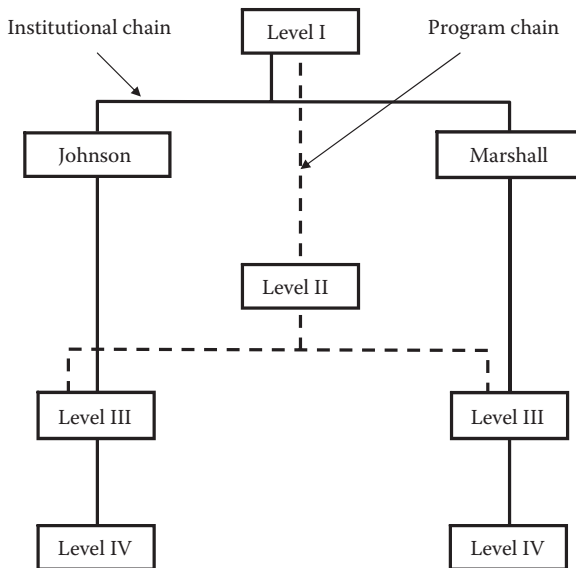 Institutional chain
Level I
Program chain
Johnson
Marshall
Level II
Level III
Level III
Level IV
Level IV